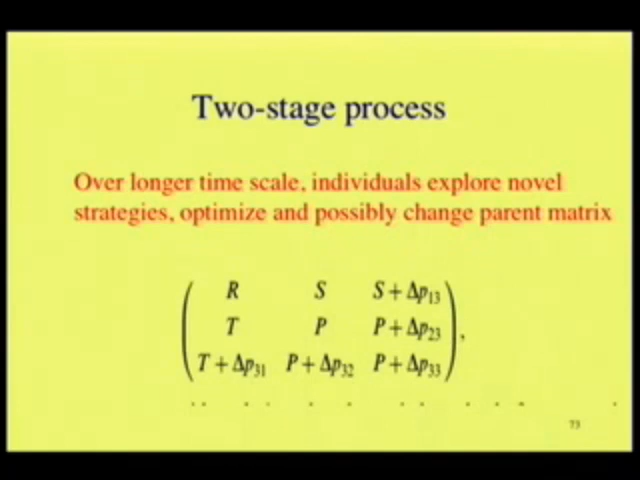 Two-stage process
Over longer time scale, individuals explore novel
strategies, optimize and possibly change parent matrix
R S S + Δp13
T P P + Δp23
T + Δp31 P + Δp32 P + Δp33 ,
73